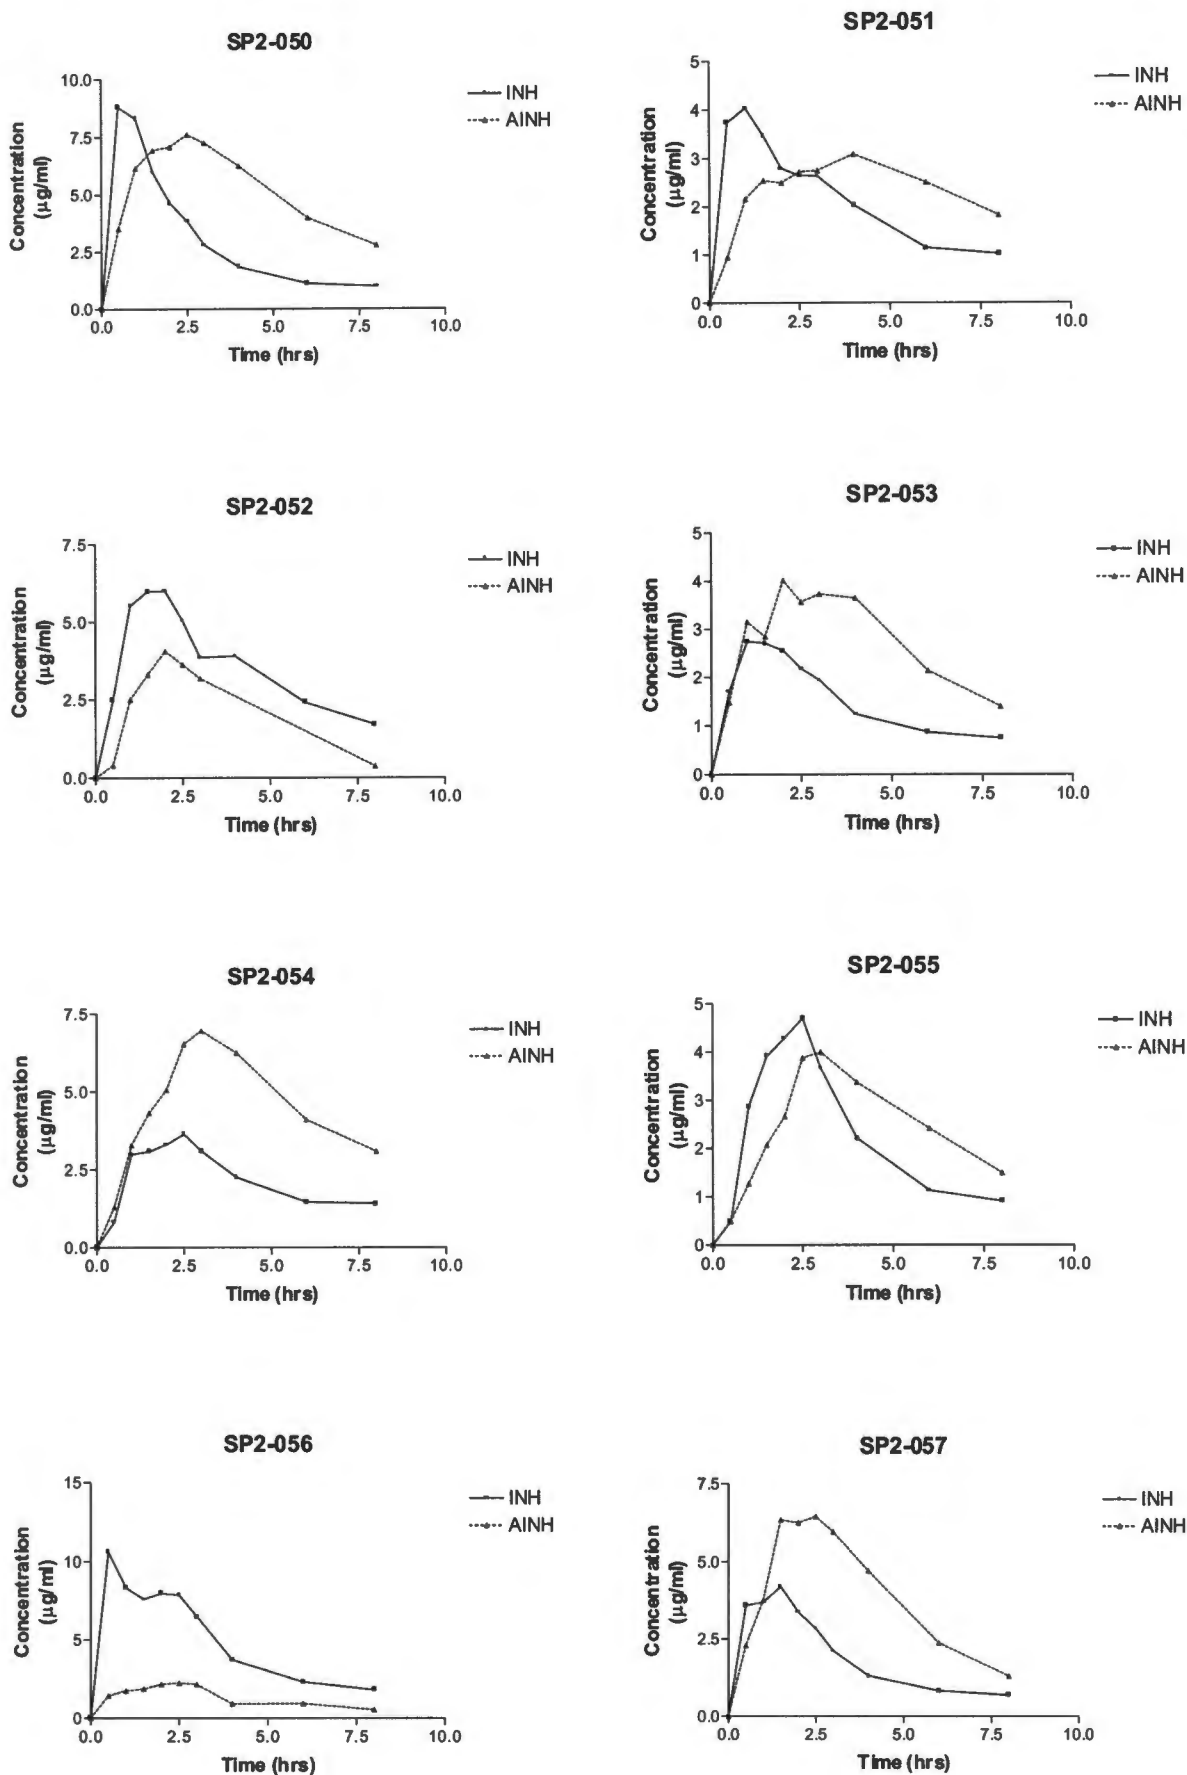 SP2-050
10.0
7.5
5.0
2.5
0.0
Concentration
(µg/ml)
0.0 2.5 5.0 7.5 10.0
Time (hrs)
INH
AINH
SP2-051
5
4
3
2
1
0
Concentration
(µg/ml)
0.0 2.5 5.0 7.5 10.0
Time (hrs)
INH
AINH
SP2-052
7.5
5.0
2.5
0.0
Concentration
(µg/ml)
0.0 2.5 5.0 7.5 10.0
Time (hrs)
INH
AINH
SP2-053
5
4
3
2
1
0
Concentration
(µg/ml)
0.0 2.5 5.0 7.5 10.0
Time (hrs)
INH
AINH
SP2-054
7.5
5.0
2.5
0.0
Concentration
(µg/ml)
0.0 2.5 5.0 7.5 10.0
Time (hrs)
INH
AINH
SP2-055
5
4
3
2
1
0
Concentration
(µg/ml)
0.0 2.5 5.0 7.5 10.0
Time (hrs)
INH
AINH
SP2-056
15
10
5
0
Concentration
(µg/ml)
0.0 2.5 5.0 7.5 10.0
Time (hrs)
INH
AINH
SP2-057
7.5
5.0
2.5
0.0
Concentration
(µg/ml)
0.0 2.5 5.0 7.5 10.0
Time (hrs)
INH
AINH